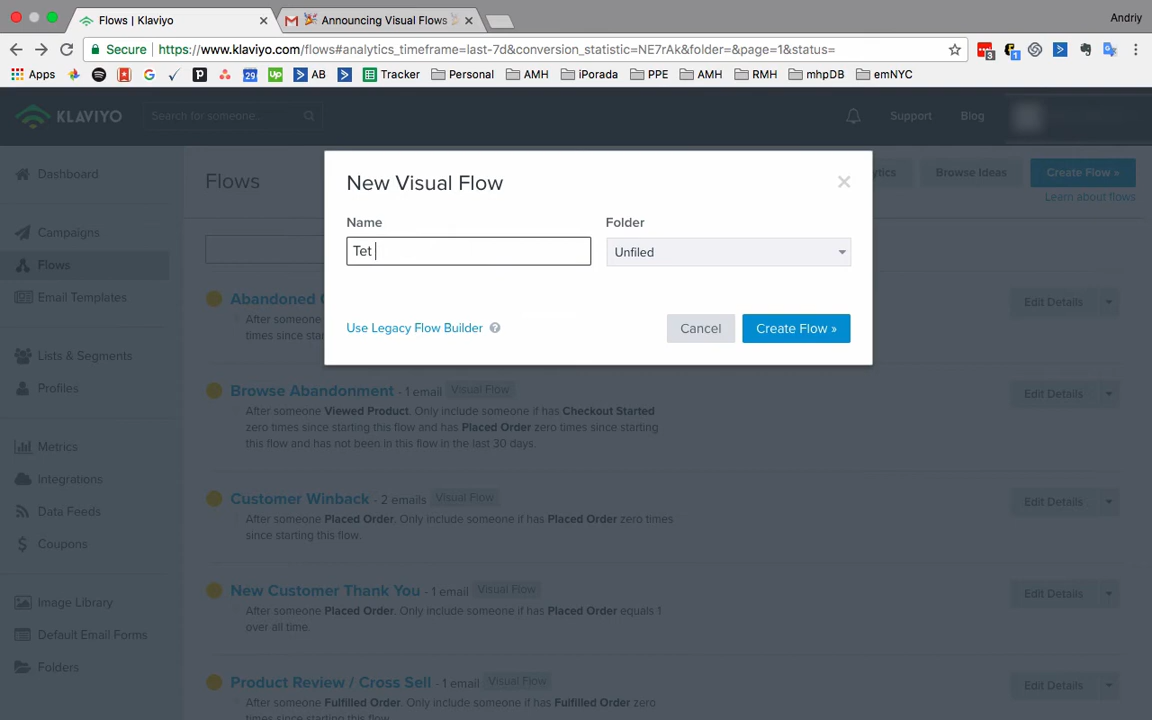 Flows | Klaviyo
Announcing Visual Flows
Andriy
Secure
https://www.klaviyo.com/flows#analytics_timeframe=last-7d&conversion_statistic=NE7rAk&folder=&page=1&status=
3
1
Apps
29
up
AB
Tracker
Personal
AMH
iPorada
PPE
AMH
RMH
mhpDB
emNYC
KLAVIYO
Search for someone...
Support
Blog
Dashboard
Campaigns
Flows
Email Templates
Lists & Segments
Profiles
Metrics
Integrations
Data Feeds
Coupons
Image Library
Default Email Forms
Folders
Flows
Browse Ideas
Create Flow »
Learn about flows
New Visual Flow
×
Name
Folder
Tet
Unfiled
Use Legacy Flow Builder ?
Cancel
Create Flow »
Abandoned
After someone
times since
Edit Details
Browse Abandonment - 1 email Visual Flow
Edit Details
After someone Viewed Product. Only include someone if has Checkout Started
zero times since starting this flow and has Placed Order zero times since starting
this flow and has not been in this flow in the last 30 days.
Customer Winback - 2 emails Visual Flow
Edit Details
After someone Placed Order. Only include someone if has Placed Order zero times
since starting this flow.
New Customer Thank You - 1 email Visual Flow
Edit Details
After someone Placed Order. Only include someone if has Placed Order equals 1
over all time.
Product Review / Cross Sell - 1 email Visual Flow
Edit Details
After someone Fulfilled Order. Only include someone if has Fulfilled Order zero
times since starting this flow.